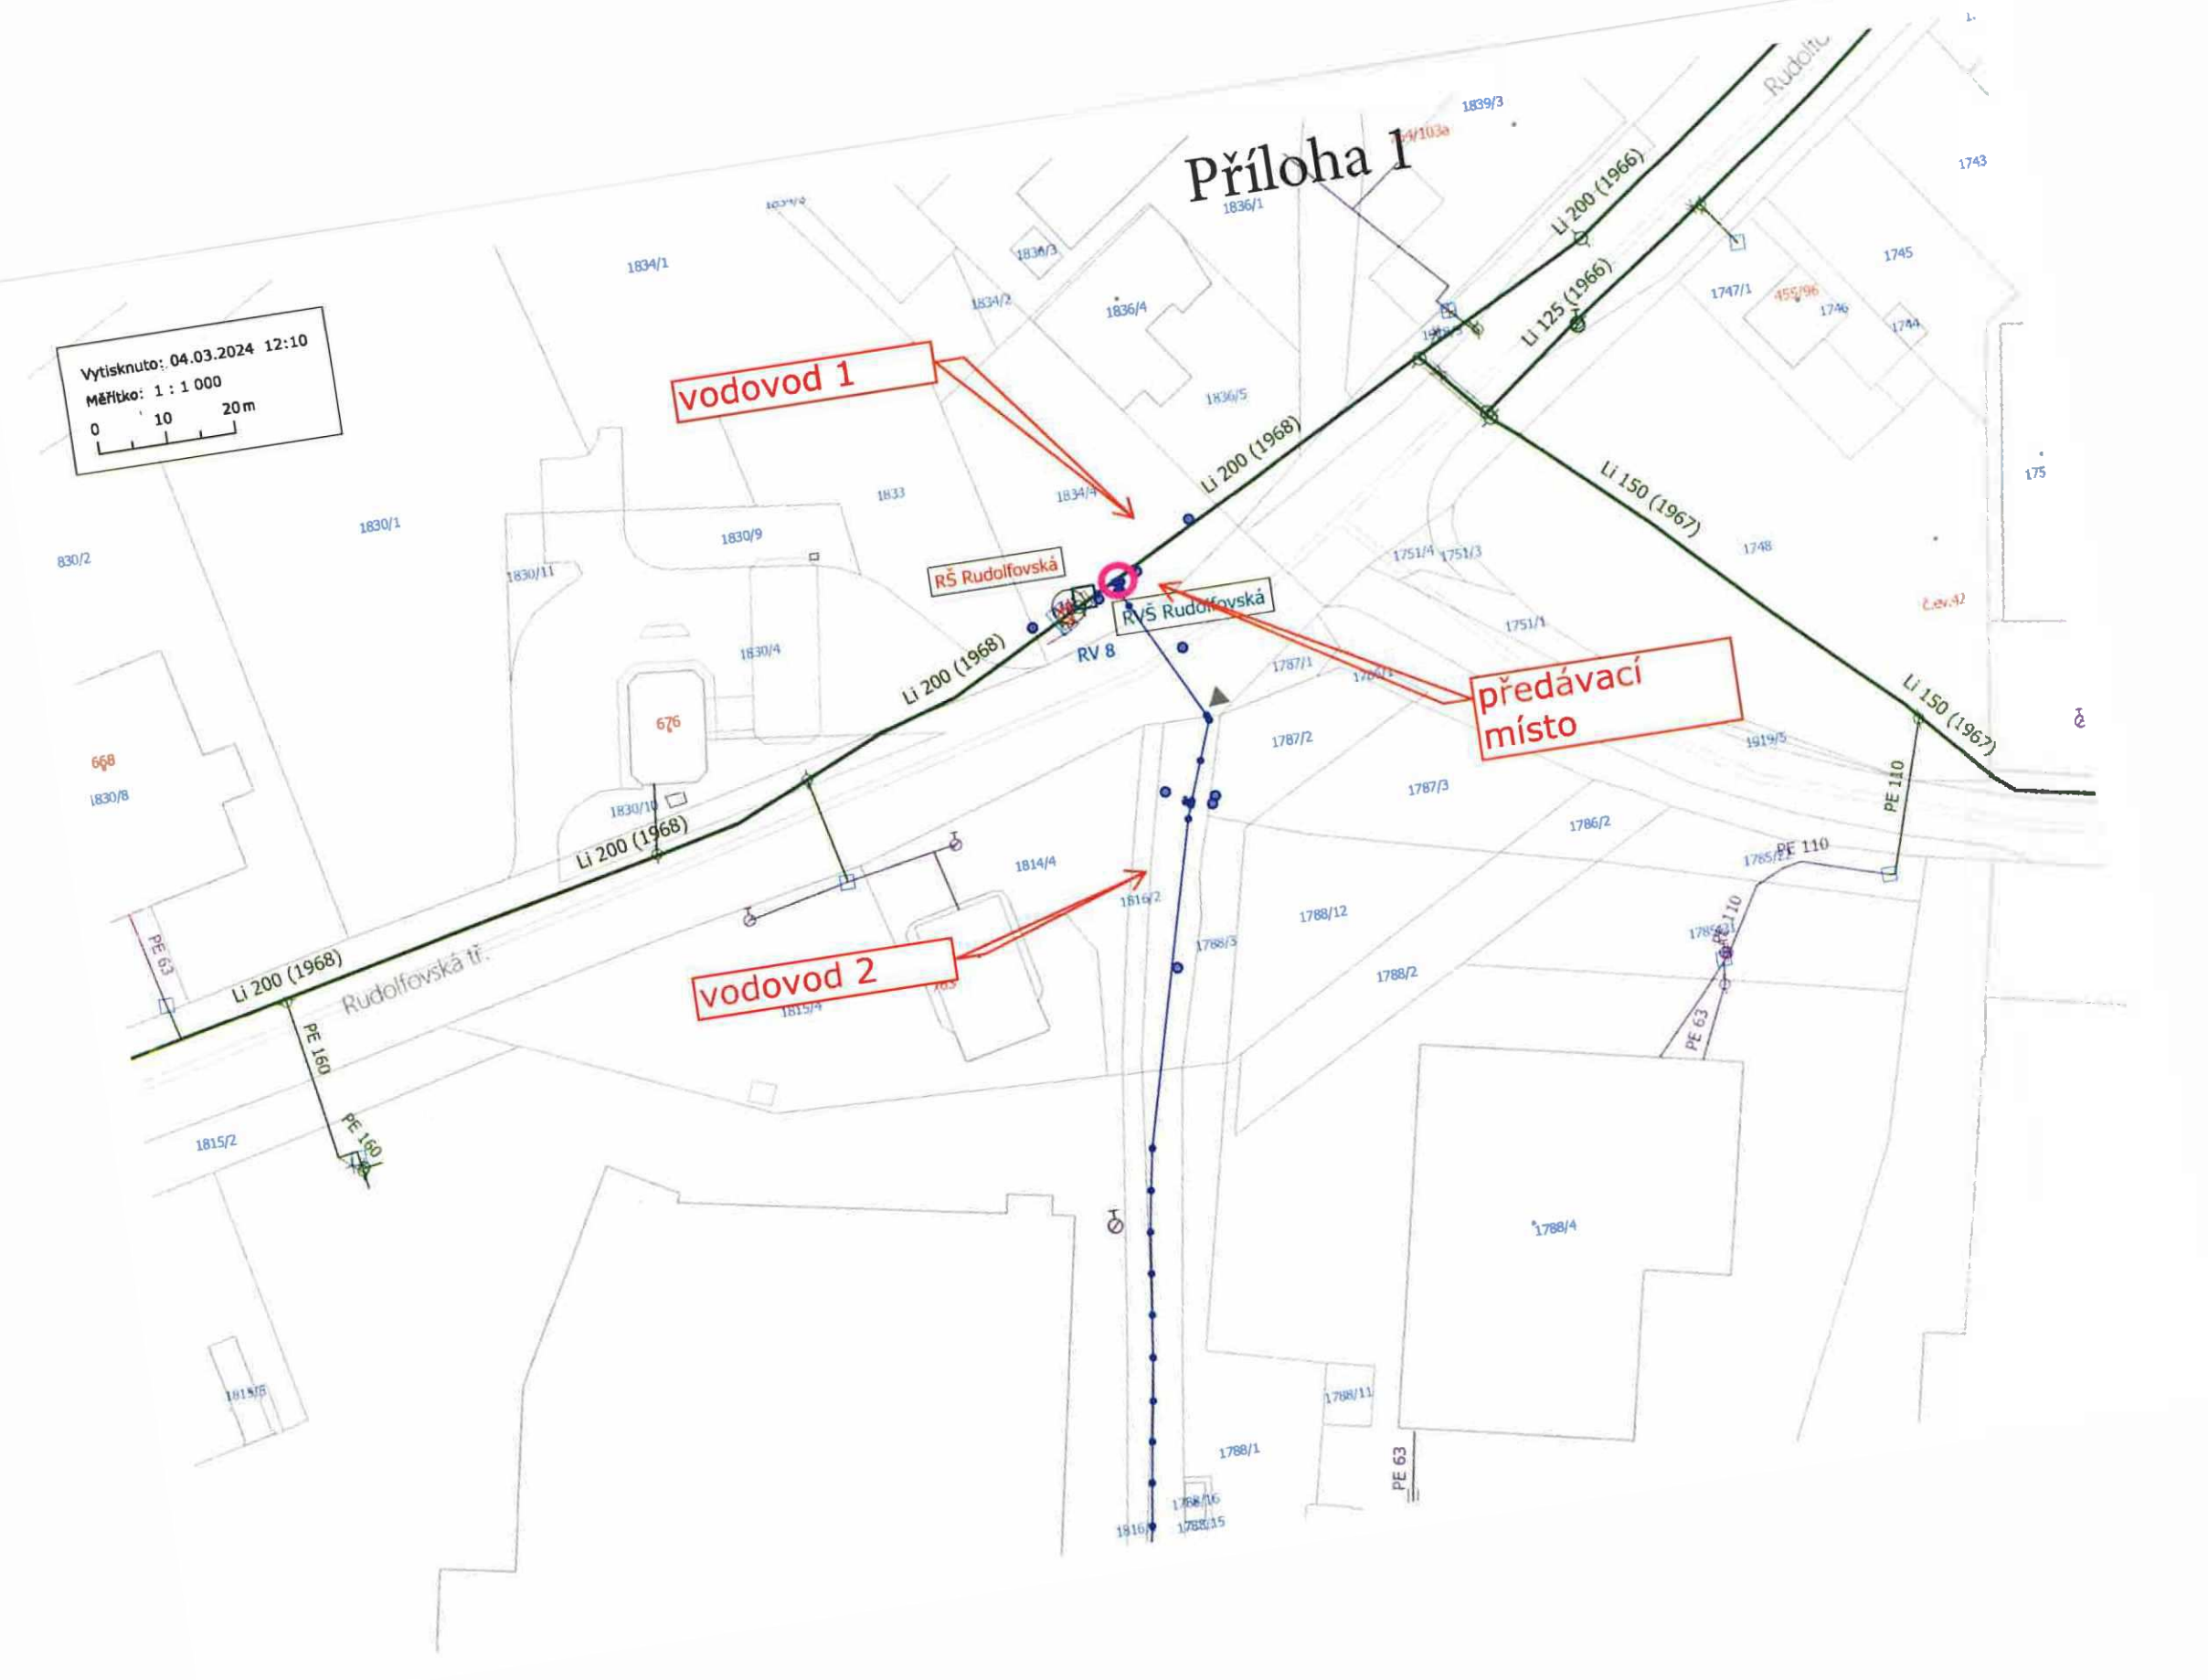 Příloha 1
1839/3
1836/1
1743
1834/1
1836/3
1834/2
1836/4
1745
1747/1
455/96
1746
1744
Li 200 (1966)
Li 125 (1966)
Vytisknuto: 04.03.2024 12:10
Měřítko: 1 : 1 000
0 10 20m
vodovod 1
1836/5
Li 200 (1968)
1833
1834/4
Li 150 (1967)
175
1830/1
1830/9
830/2
1830/11
1751/4
1751/3
1748
RŠ Rudolfovská
RVŠ Rudolfovská
č.ev.42
1751/1
1830/4
RV 8
1787/1
Li 200 (1968)
předávací
místo
Li 150 (1967)
676
1787/2
1919/5
668
1830/8
1787/3
PE 110
1830/10
Li 200 (1968)
1786/2
PE 110
1814/4
1816/2
1788/12
1788/3
PE 63
Li 200 (1968)
Rudolfovská tř.
vodovod 2
1815/4
1788/2
PE 160
PE 63
PE 160
1815/2
1788/4
1788/11
1788/1
PE 63
1788/16
1788/15